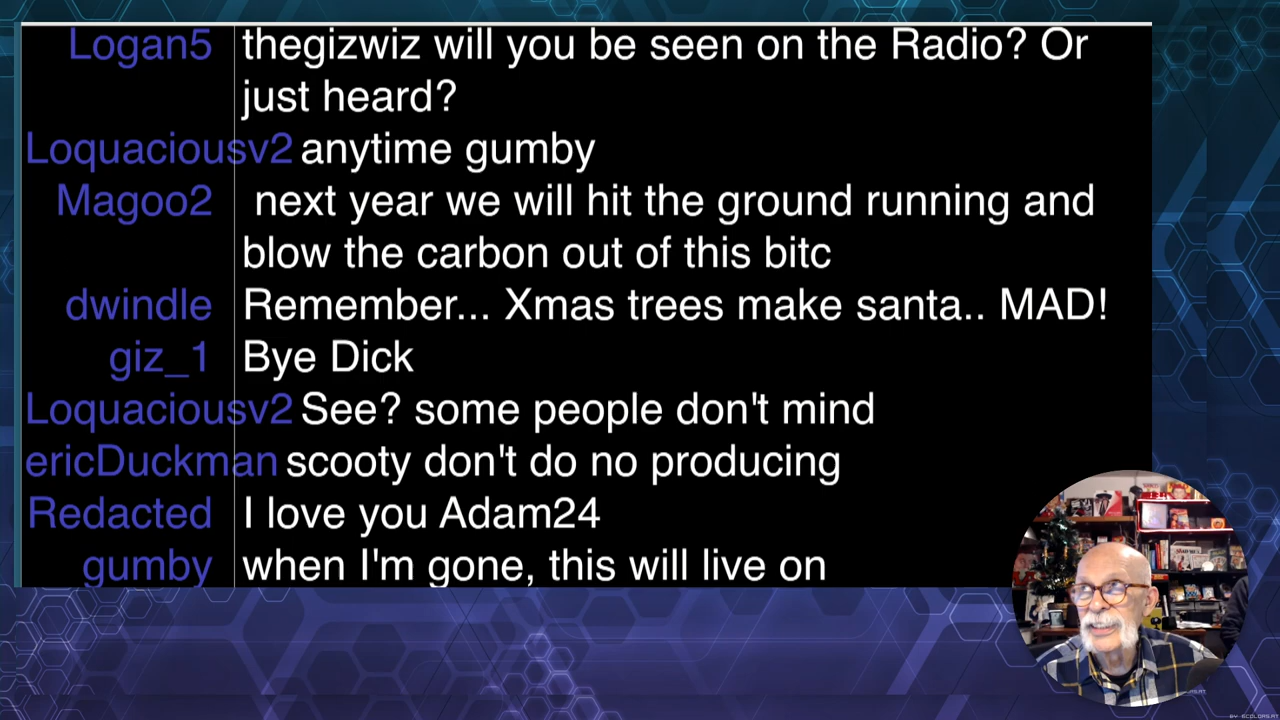 Logan5 thegizwiz will you be seen on the Radio? Or
just heard?
Loquaciousv2 anytime gumby
Magoo2 next year we will hit the ground running and
blow the carbon out of this bitc
dwindle Remember... Xmas trees make santa.. MAD!
giz_1 Bye Dick
Loquaciousv2 See? some people don't mind
ericDuckman scooty don't do no producing
Redacted I love you Adam24
gumby when I'm gone, this will live on